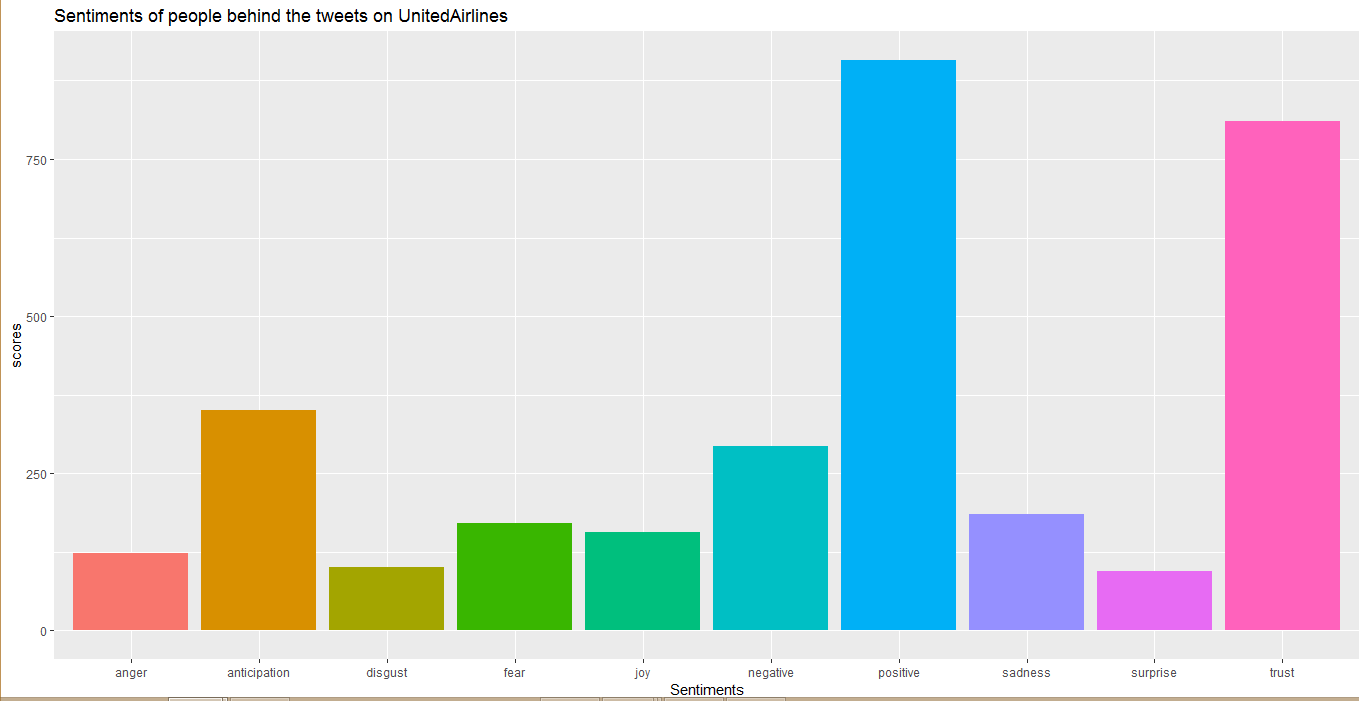 Sentiments of people behind the tweets on UnitedAirlines
scores
750
500
250
0
anger anticipation disgust fear joy negative positive sadness surprise trust
Sentiments